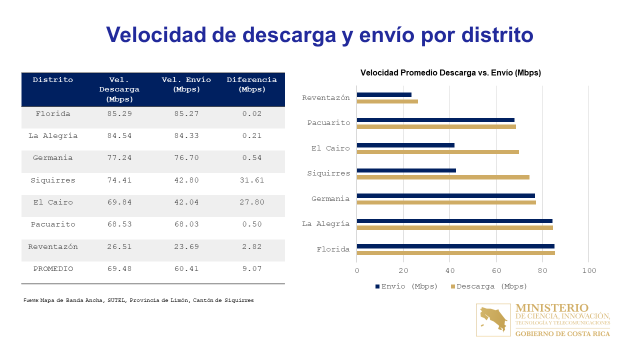 Velocidad de descarga y envío por distrito
Distrito Vel. Descarga (Mbps) Vel. Envío (Mbps) Diferencia (Mbps)
Florida 85.29 85.27 0.02
La Alegría 84.54 84.33 0.21
Germania 77.24 76.70 0.54
Siquirres 74.41 42.80 31.61
El Cairo 69.84 42.04 27.80
Pacuarito 68.53 68.03 0.50
Reventazón 26.51 23.69 2.82
PROMEDIO 69.48 60.41 9.07
Fuente: Mapa de Banda Ancha, SUTEL, Provincia de Limón, Cantón de Siquirres
Velocidad Promedio Descarga vs. Envío (Mbps)
Reventazón
Pacuarito
El Cairo
Siquirres
Germania
La Alegría
Florida
0 20 40 60 80 100
Envío (Mbps) Descarga (Mbps)
MINISTERIO
DE CIENCIA, INNOVACIÓN,
TECNOLOGÍA Y TELECOMUNICACIONES
GOBIERNO DE COSTA RICA